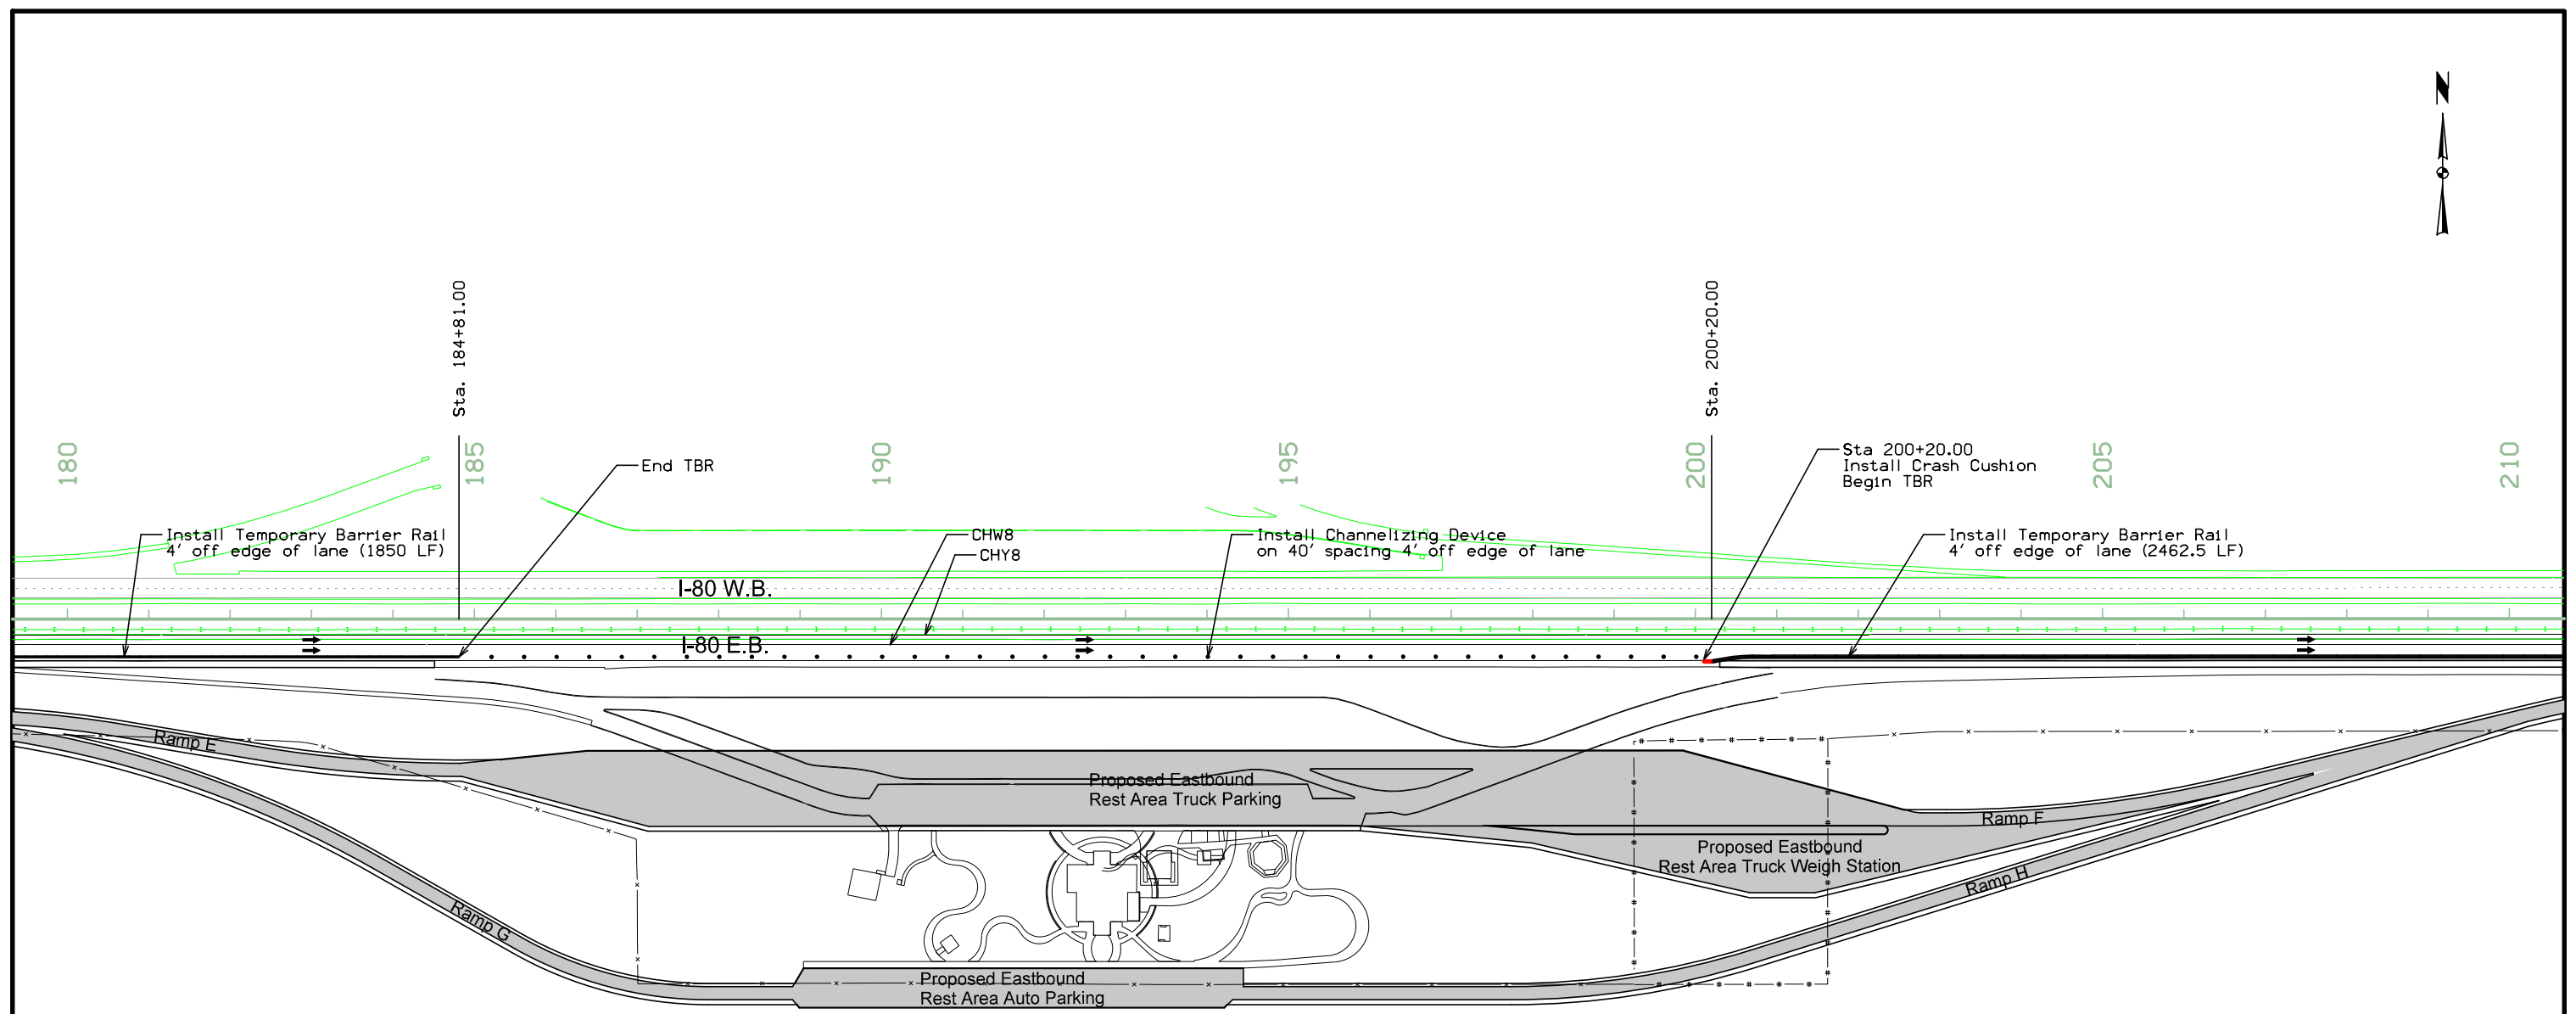 N
Sta. 184+81.00
Sta. 200+20.00
180
185
190
195
200
205
210
End TBR
Sta 200+20.00
Install Crash Cushion
Begin TBR
Install Temporary Barrier Rail
4' off edge of lane (1850 LF)
CHW8
CHY8
Install Channelizing Device
on 40' spacing 4' off edge of lane
Install Temporary Barrier Rail
4' off edge of lane (2462.5 LF)
I-80 W.B.
I-80 E.B.
Ramp E
Proposed Eastbound
Rest Area Truck Parking
Ramp F
Proposed Eastbound
Rest Area Truck Weigh Station
Ramp H
Ramp G
Proposed Eastbound
Rest Area Auto Parking